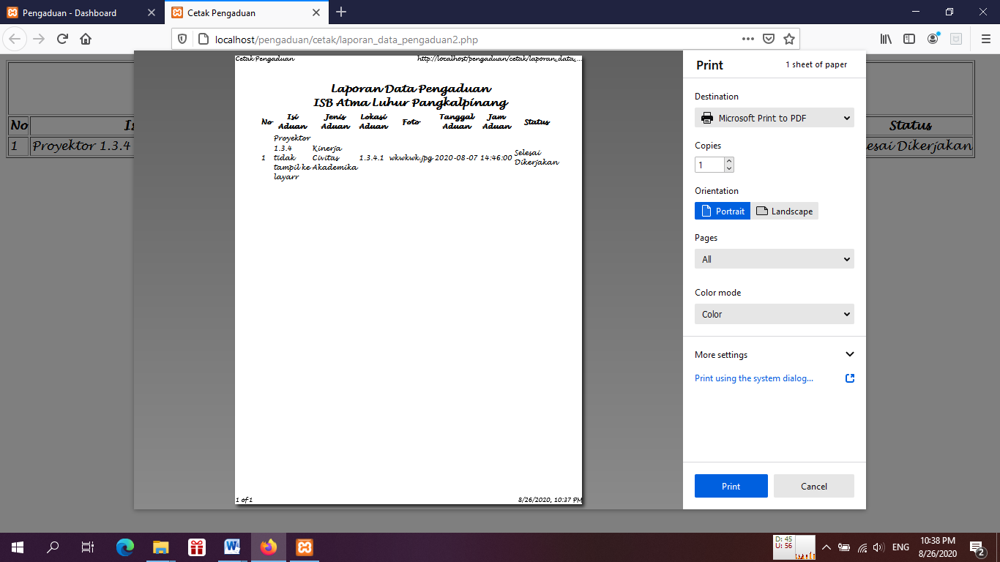 Pengaduan - Dashboard
Cetak Pengaduan
localhost/pengaduan/cetak/laporan_data_pengaduan2.php
No
Is
Status
1
Proyektor 1.3.4
esai Dikerjakan
Cetak Pengaduan
http://localhost/pengaduan/cetak/laporan_data_...
Laporan Data Pengaduan
ISB Atma Luhur Pangkalpinang
No Isi Aduan Jenis Aduan Lokasi Aduan Foto Tanggal Aduan Jam Aduan Status
1
Proyektor
1.3.4
tidak
tampil ke
layarr
Kinerja
Civitas
Akademika
1.3.4.1
wkwkwk.jpg
2020-08-07
14:46:00
Selesai
Dikerjakan
1 of 1
8/26/2020, 10:37 PM
Print
1 sheet of paper
Destination
Microsoft Print to PDF
Copies
1
Orientation
Portrait
Landscape
Pages
All
Color mode
Color
More settings
Print using the system dialog...
Print
Cancel
D: 45
U: 56
ENG
10:38 PM
8/26/2020
2